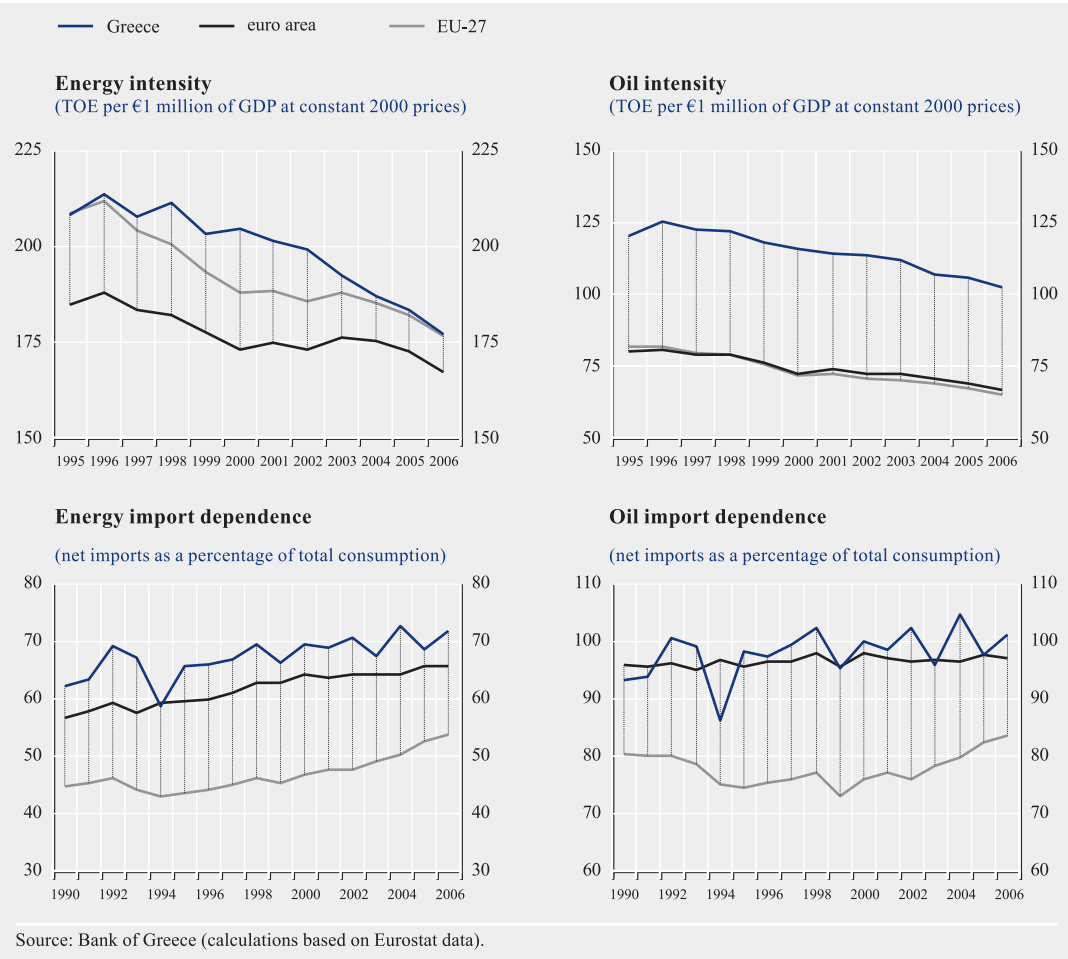 Greece euro area EU-27
Energy intensity
(TOE per €1 million of GDP at constant 2000 prices)
225 225
200 200
175 175
150 150
1995 1996 1997 1998 1999 2000 2001 2002 2003 2004 2005 2006
Oil intensity
(TOE per €1 million of GDP at constant 2000 prices)
150 150
125 125
100 100
75 75
50 50
1995 1996 1997 1998 1999 2000 2001 2002 2003 2004 2005 2006
Energy import dependence
(net imports as a percentage of total consumption)
80 80
70 70
60 60
50 50
40 40
30 30
1990 1992 1994 1996 1998 2000 2002 2004 2006
Oil import dependence
(net imports as a percentage of total consumption)
110 110
100 100
90 90
80 80
70 70
60 60
1990 1992 1994 1996 1998 2000 2002 2004 2006
Source: Bank of Greece (calculations based on Eurostat data).